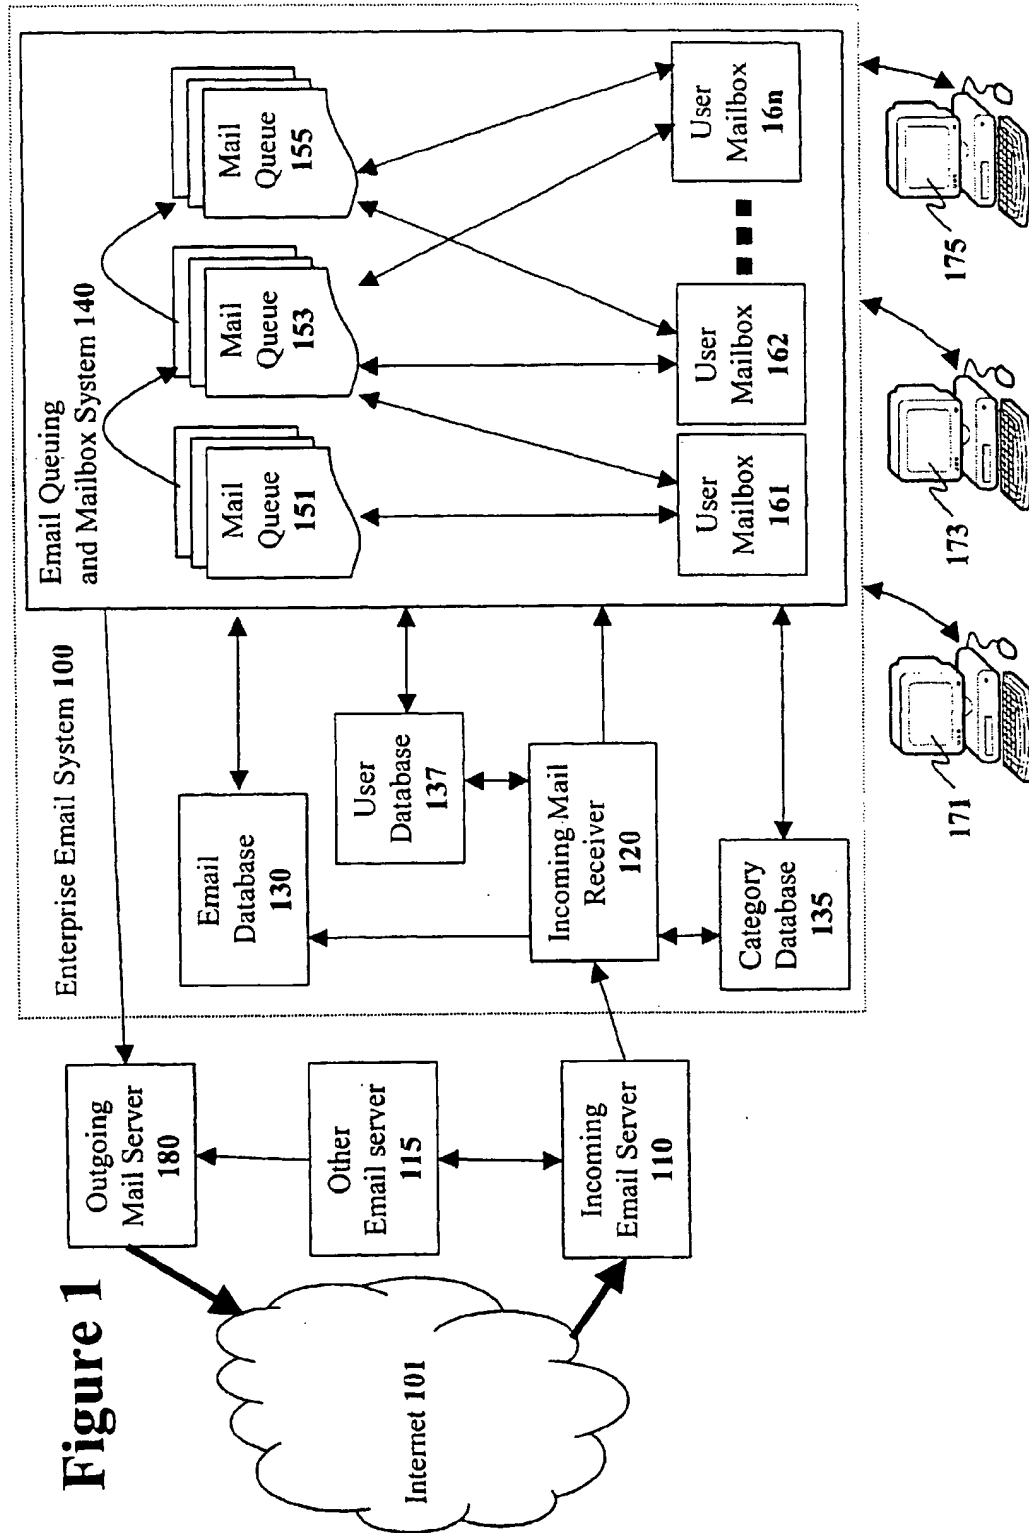 Figure 1
Internet 101
Outgoing
Mail Server
180
Other
Email server
115
Incoming
Email Server
110
Enterprise Email System 100
Email
Database
130
User
Database
137
Incoming Mail
Receiver
120
Category
Database
135
Email Queuing
and Mailbox System 140
Mail
Queue
151
Mail
Queue
153
Mail
Queue
155
User
Mailbox
161
User
Mailbox
162
User
Mailbox
16n
171
173
175